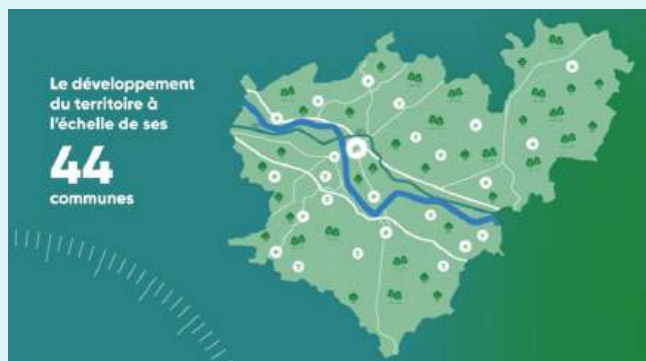 Le développement
du territoire à
l'échelle de ses
44
communes